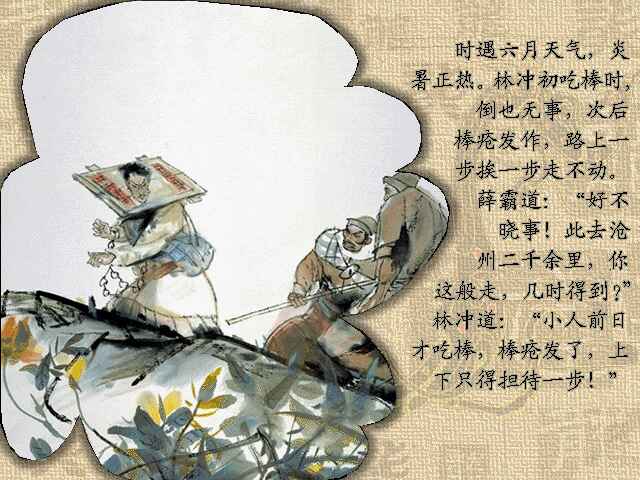 时遇六月天气，炎
暑正热。林冲初吃棒时，
倒也无事，次后
棒疮发作，路上一
步挨一步走不动。
薛霸道：“好不
晓事！此去沧
州二千余里，你
这般走，几时得到？”
林冲道：“小人前日
才吃棒，棒疮发了，上
下只得担待一步！”